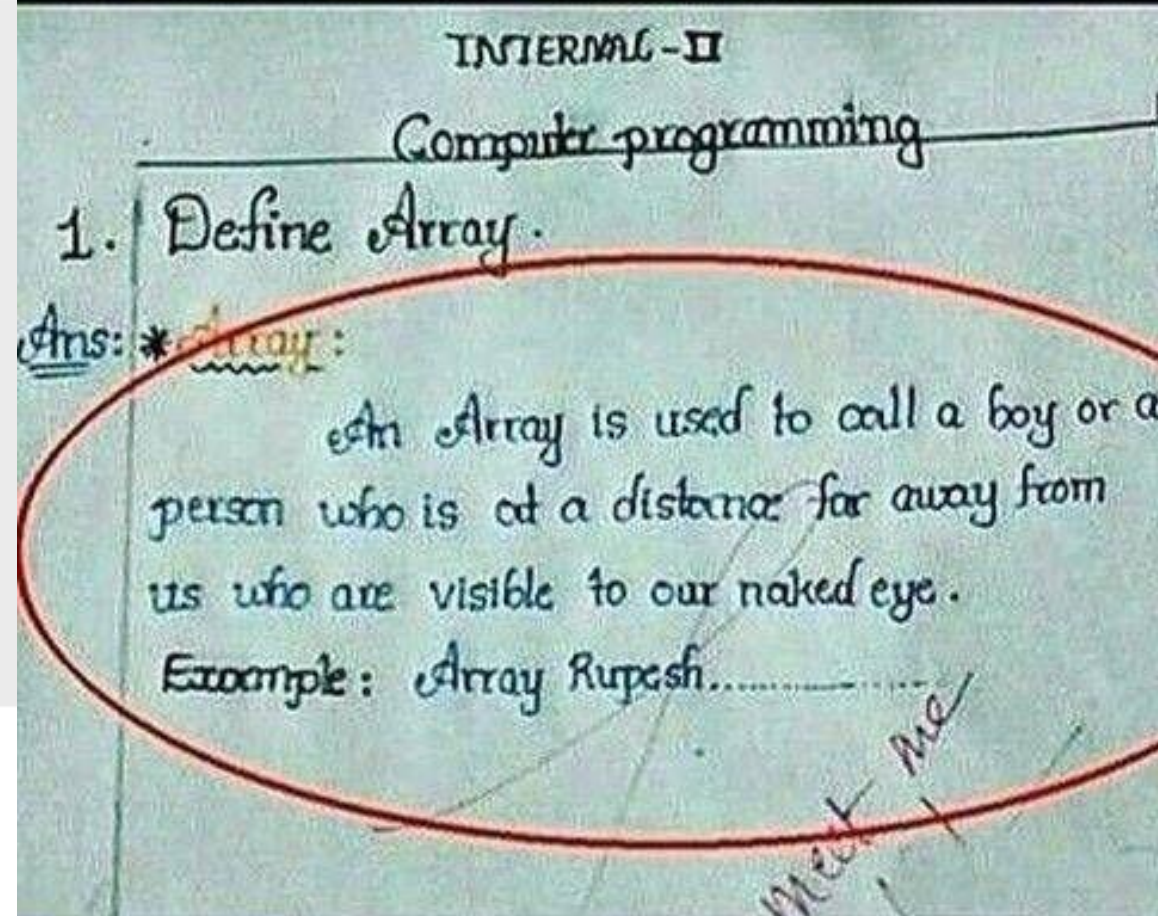 INTERNAL-II
Computer programming
1. Define Array.
Ans: * Array :
An Array is used to call a boy or a
person who is at a distance far away from
us who are visible to our naked eye.
Example : Array Rupesh..................
meet me